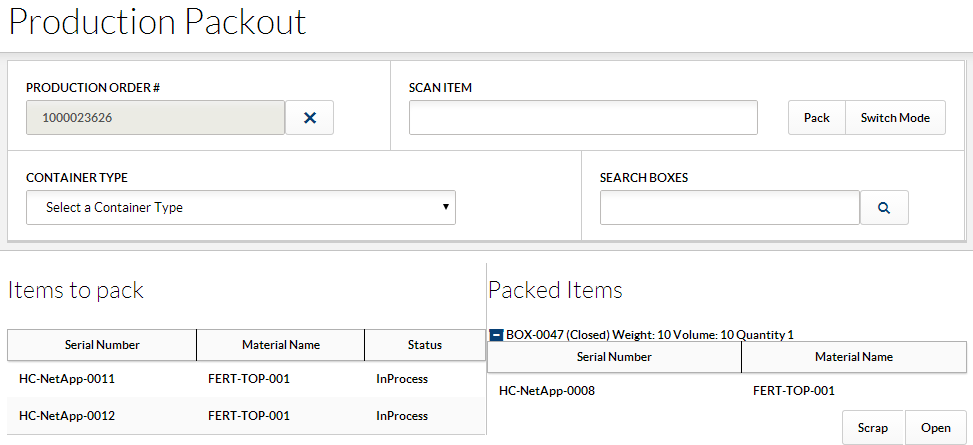 Production Packout
PRODUCTION ORDER #
1000023626
SCAN ITEM
Pack
Switch Mode
CONTAINER TYPE
Select a Container Type
SEARCH BOXES
Items to pack
Serial Number Material Name Status
HC-NetApp-0011 FERT-TOP-001 InProcess
HC-NetApp-0012 FERT-TOP-001 InProcess
Packed Items
BOX-0047 (Closed) Weight: 10 Volume: 10 Quantity 1
Serial Number Material Name
HC-NetApp-0008 FERT-TOP-001
Scrap Open